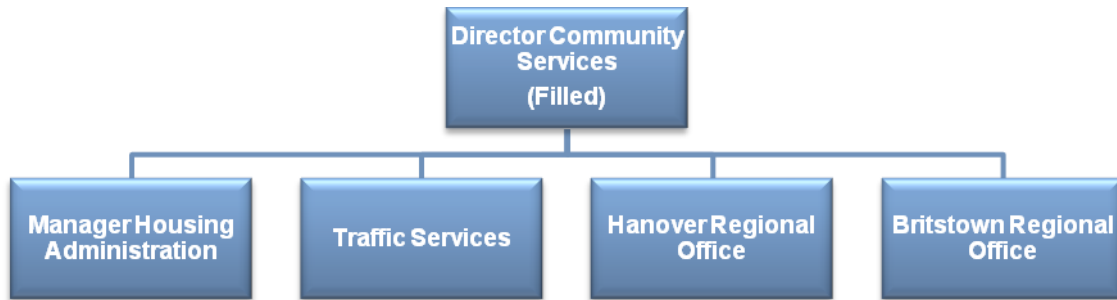 Director Community
Services
(Filled)
Manager Housing
Administration
Traffic Services
Hanover Regional
Office
Britstown Regional
Office